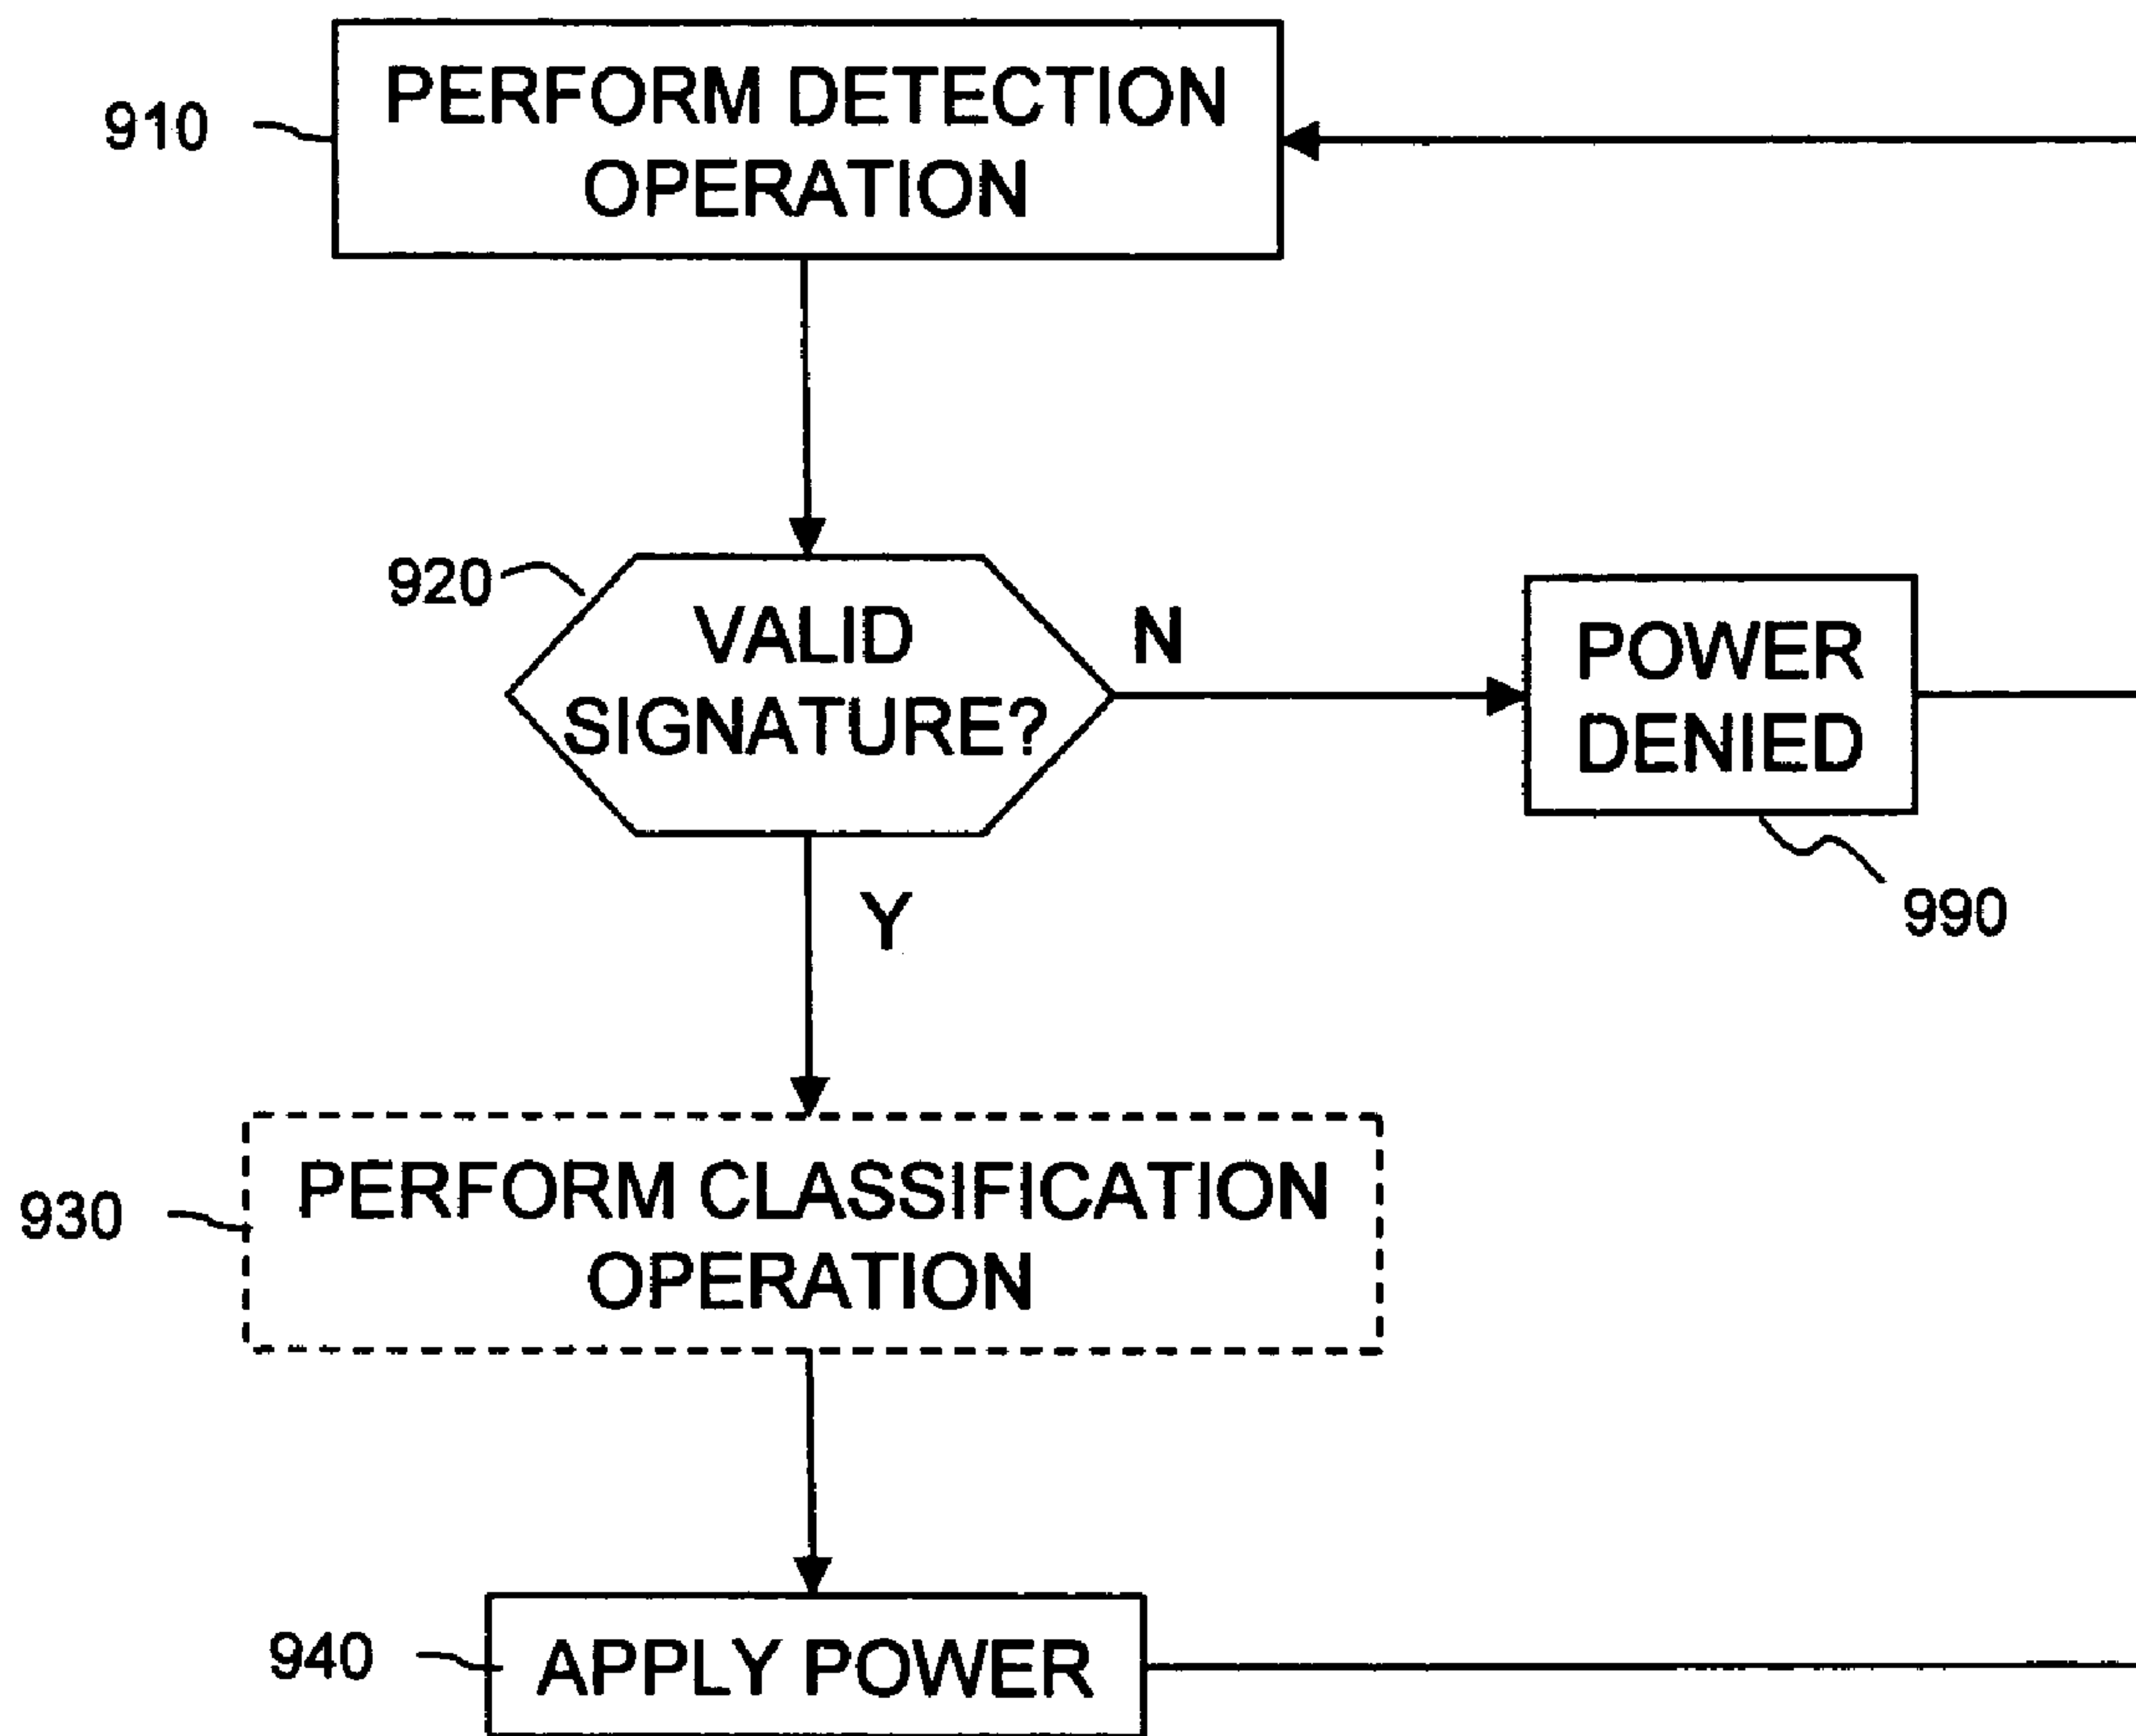 910
PERFORM DETECTION
OPERATION
920
VALID
SIGNATURE?
N
POWER
DENIED
990
Y
930
PERFORM CLASSIFICATION
OPERATION
940
APPLY POWER